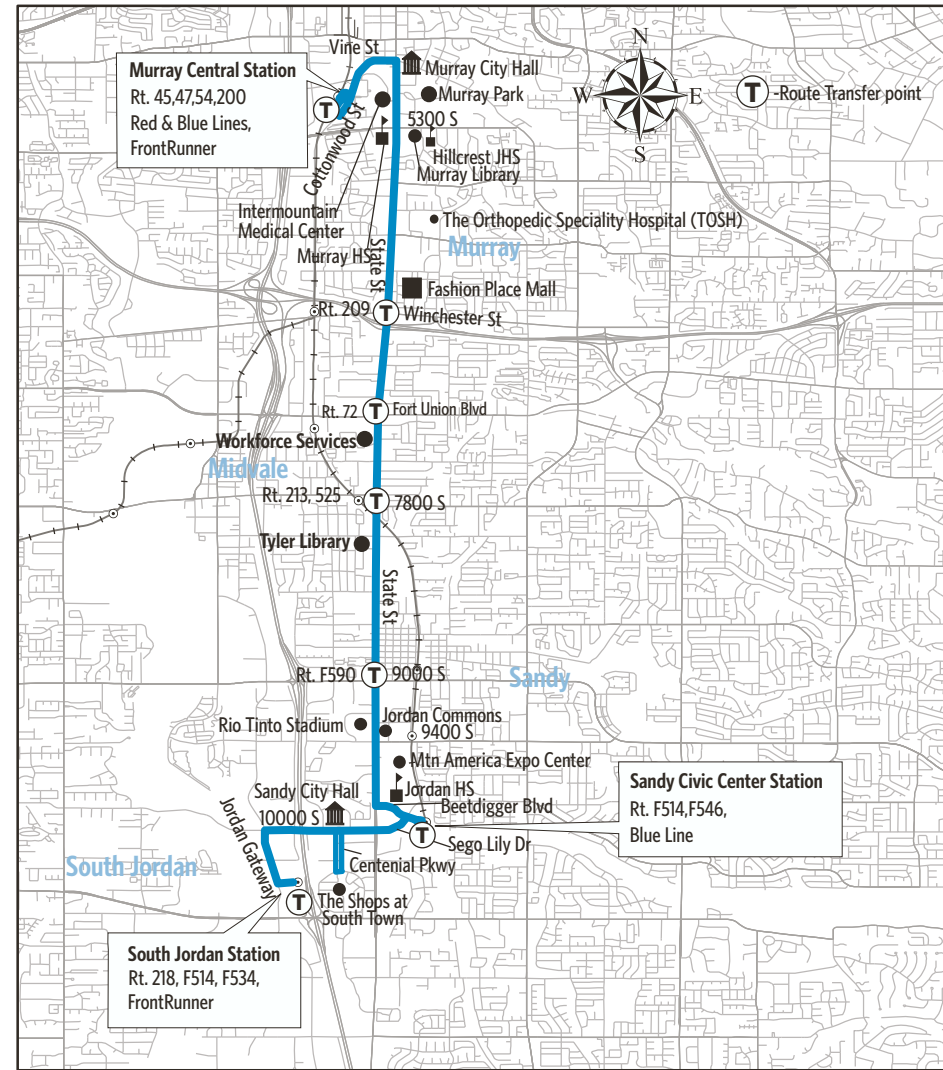 Vine St
N
W
E
S
T
-Route Transfer point
Murray Central Station
Rt. 45,47,54,200
Red & Blue Lines,
FrontRunner
T
Murray City Hall
Murray Park
Cottonwood St
5300 S
Hillcrest JHS
Murray Library
Intermountain
Medical Center
Murray HS
The Orthopedic Speciality Hospital (TOSH)
Murray
State St
Fashion Place Mall
Rt. 209
T
Winchester St
Rt. 72
T
Fort Union Blvd
Workforce Services
Midvale
Rt. 213, 525
T
7800 S
Tyler Library
State St
Rt. F590
T
9000 S
Sandy
Rio Tinto Stadium
Jordan Commons
9400 S
Mtn America Expo Center
Jordan HS
Beetdigger Blvd
Sandy City Hall
10000 S
T
Sego Lily Dr
Sandy Civic Center Station
Rt. F514,F546,
Blue Line
Jordan Gateway
South Jordan
Centenial Pkwy
T
The Shops at
South Town
South Jordan Station
Rt. 218, F514, F534,
FrontRunner